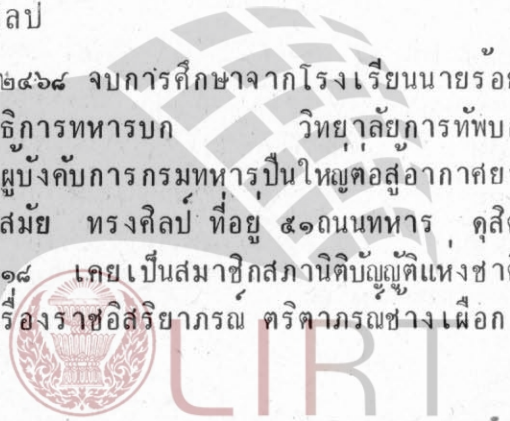 ลป
๒๔๖๘ จบการศึกษาจากโรงเรียนนายร้อย
ธิการทหารบก วิทยาลัยการทัพบ
ผู้บังคับการกรมทหารปืนใหญ่ต่อสู้อากาศย
สมัย ทรงศิลป ที่อยู่ ๕๑ถนนทหาร ดุสิต
๑๘ เคยเป็นสมาชิกสภานิติบัญญัติแห่งชาติ
รื่องราชอิสริยาภรณ์ ตริตาภรณ์ช้างเผือก
LIRT